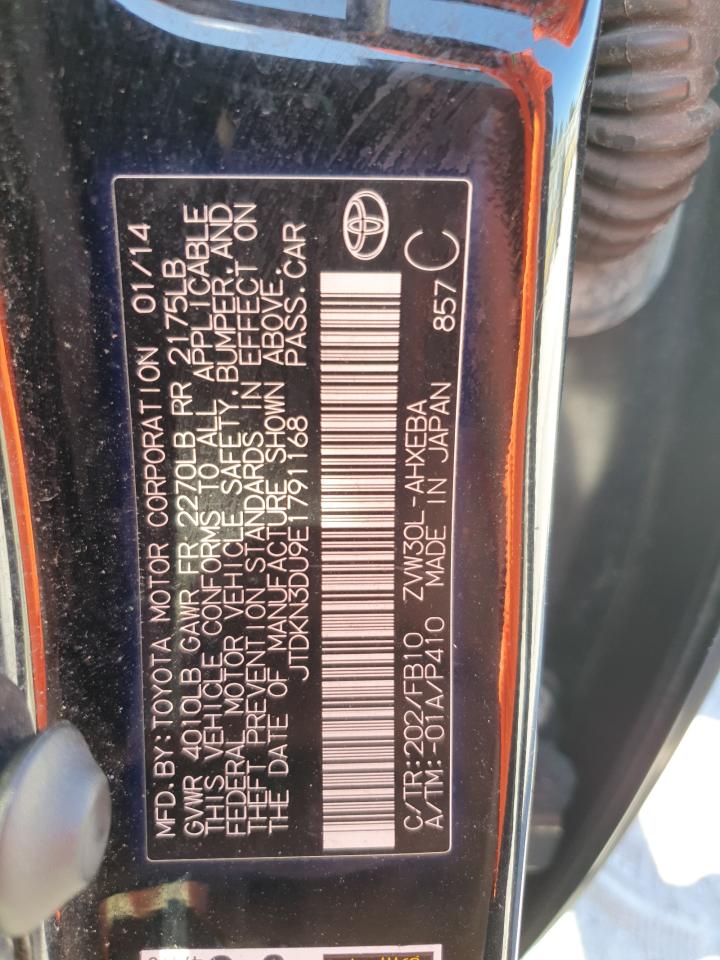 MFD. BY: TOYOTA MOTOR CORPORATION 01/14
GVWR 4010LB GAWR FR 2270LB RR 2175LB
THIS VEHICLE CONFORMS TO ALL APPLICABLE
FEDERAL MOTOR VEHICLE SAFETY, BUMPER, AND
THEFT PREVENTION STANDARDS IN EFFECT ON
THE DATE OF MANUFACTURE SHOWN ABOVE.
JTDKN3DU9E1791168 PASS. CAR
C/TR:202/FB10 ZVW30L-AHXEBA
A/TM:-01A/P410 MADE IN JAPAN 857 C